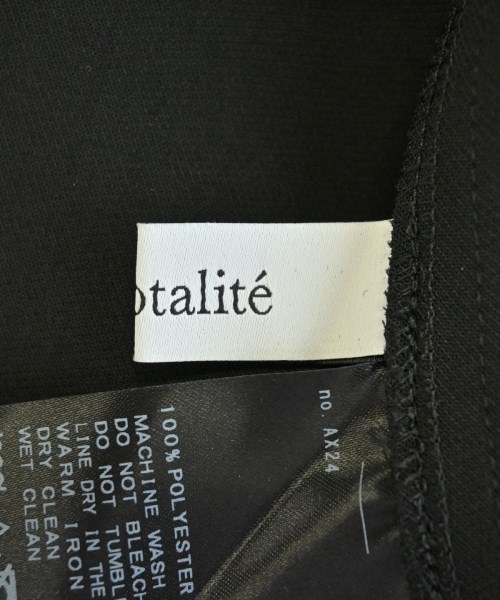 otalité
no. AX24
100% POLYESTER
MACHINE WASH
DO NOT BLEACH
DO NOT TUMBLE
LINE DRY IN THE
WARM IRON
DRY CLEAN
WET CLEAN